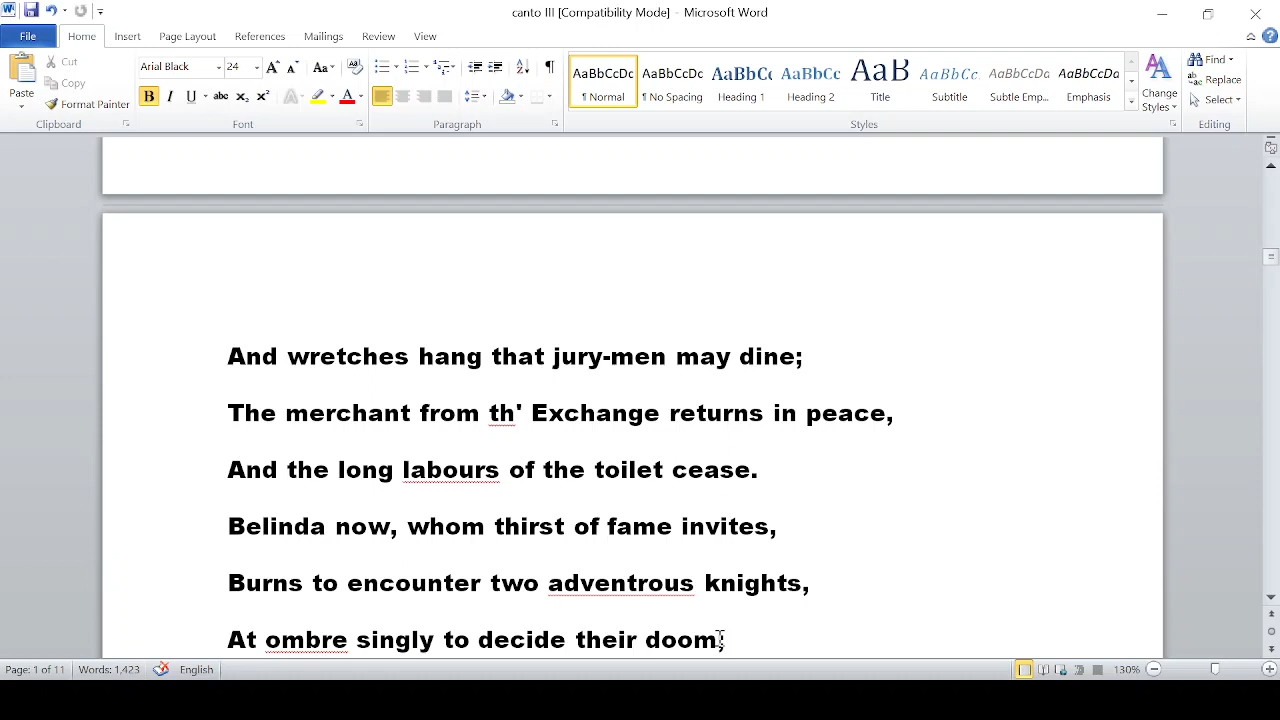 canto III [Compatibility Mode] - Microsoft Word
File Home Insert Page Layout References Mailings Review View
Paste Cut Copy Format Painter Clipboard
Arial Black 24 Font
Paragraph
AaBbCcDc ¶ Normal
AaBbCcDc ¶ No Spacing
AaBbC Heading 1
AaBbCc Heading 2
AaB Title
AaBbCc. Subtitle
AaBbCcDa Subtle Emp...
AaBbCcDa Emphasis
Change Styles Styles
Find Replace Select Editing
And wretches hang that jury-men may dine;
The merchant from th' Exchange returns in peace,
And the long labours of the toilet cease.
Belinda now, whom thirst of fame invites,
Burns to encounter two adventrous knights,
At ombre singly to decide their doom;
Page: 1 of 11 Words: 1,423 English 130%